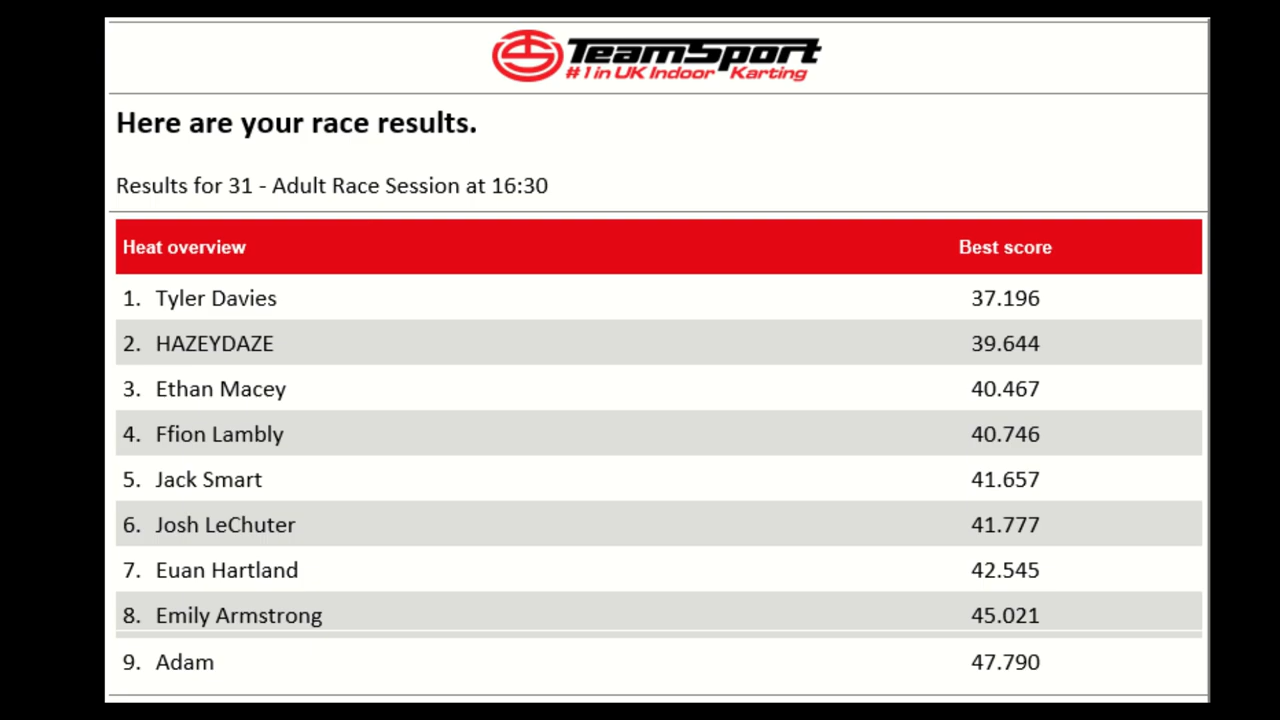 TeamSport
#1 in UK Indoor Karting
Here are your race results.
Results for 31 - Adult Race Session at 16:30
Heat overview Best score
1. Tyler Davies 37.196
2. HAZEYDAZE 39.644
3. Ethan Macey 40.467
4. Ffion Lambly 40.746
5. Jack Smart 41.657
6. Josh LeChuter 41.777
7. Euan Hartland 42.545
8. Emily Armstrong 45.021
9. Adam 47.790